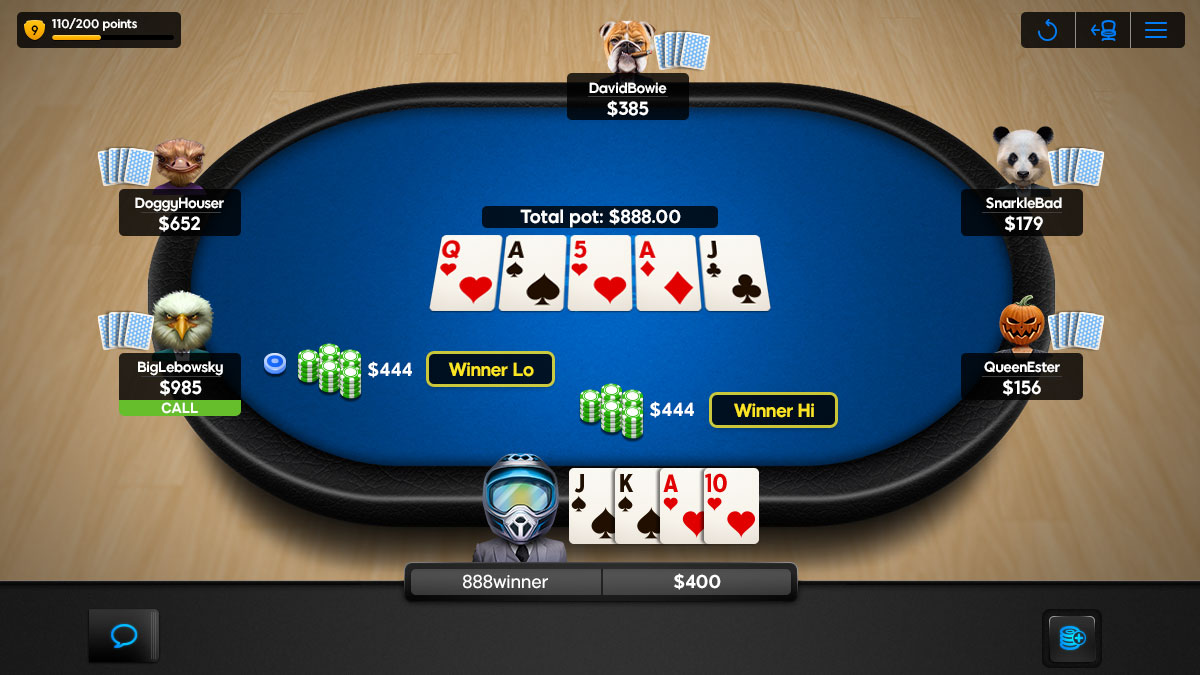 9
110/200 points
DavidBowie
$385
DoggyHouser
$652
SnarkleBad
$179
Total pot: $888.00
Q A 5 A J
BigLebowsky
$985
CALL
QueenEster
$156
$444
Winner Lo
$444
Winner Hi
J K A 10
888winner
$400